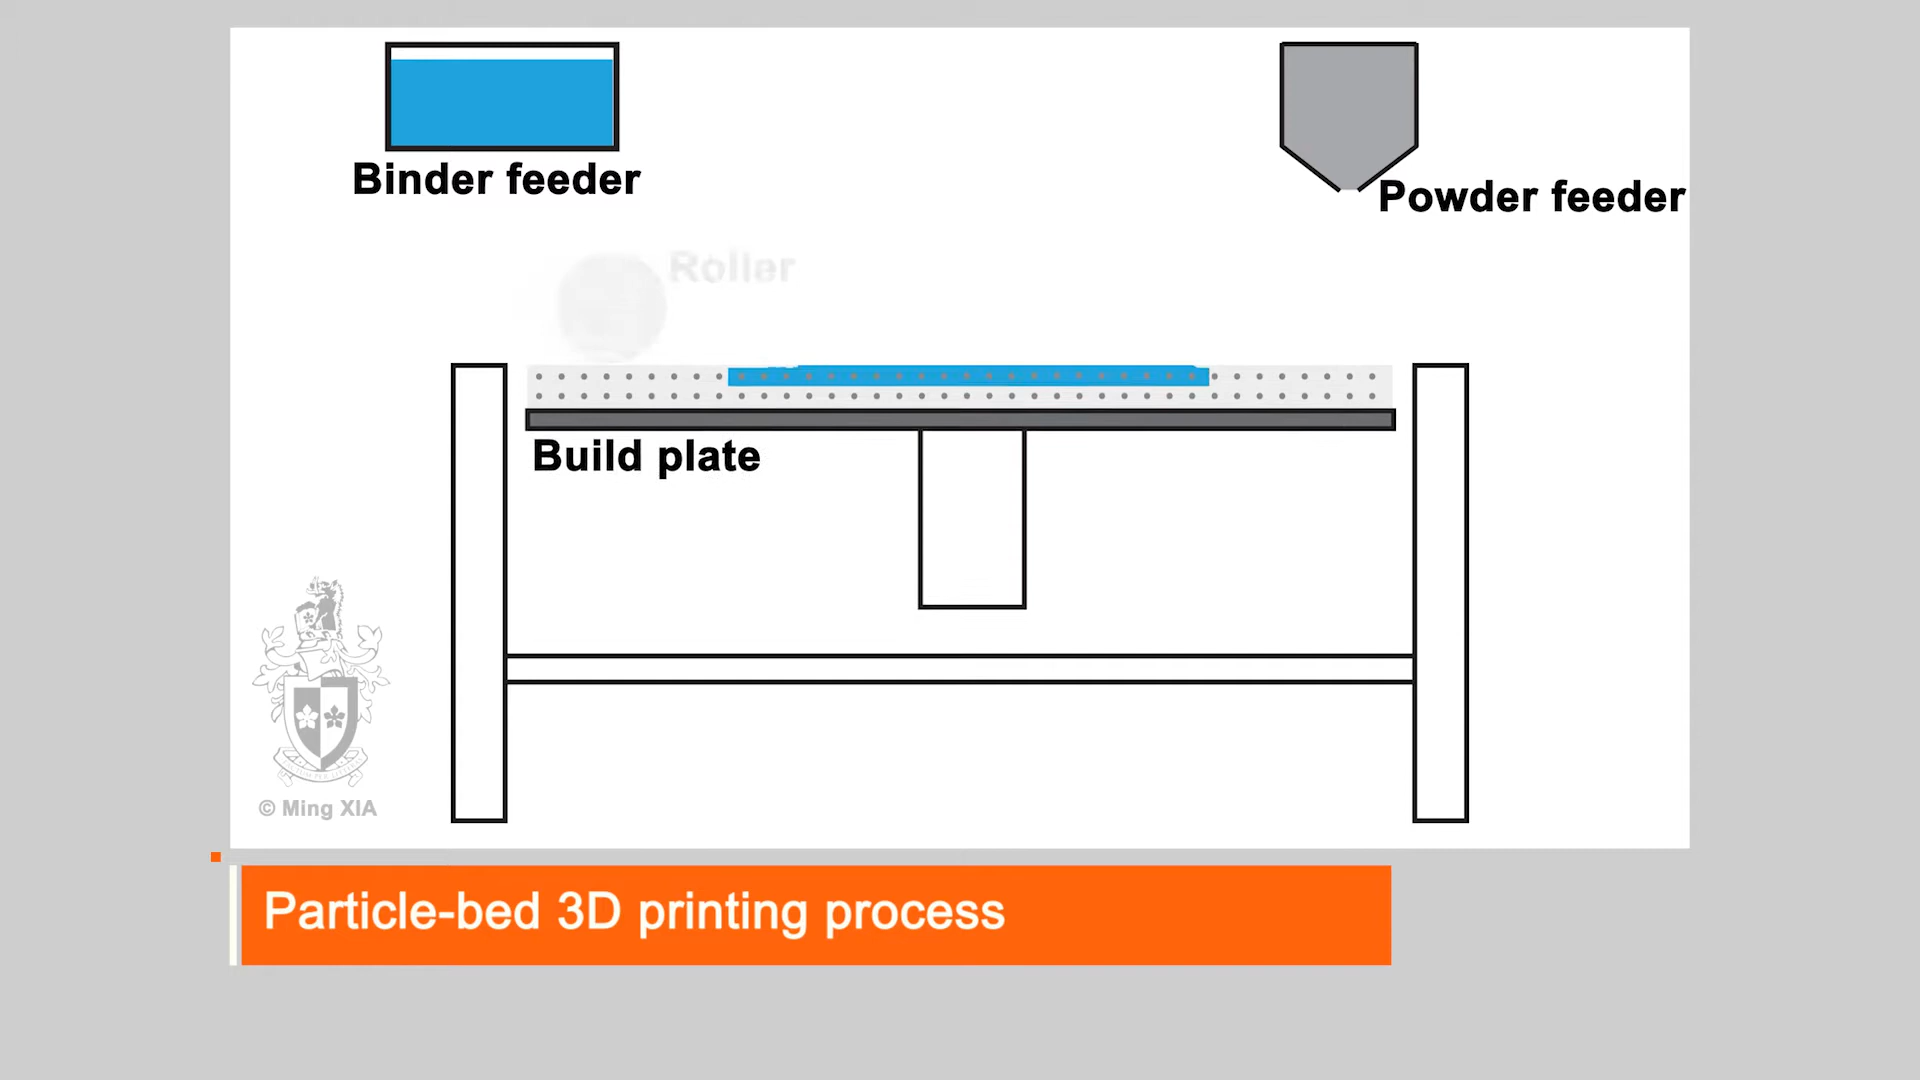 Binder feeder
Powder feeder
Roller
Build plate
© Ming XIA
Particle-bed 3D printing process